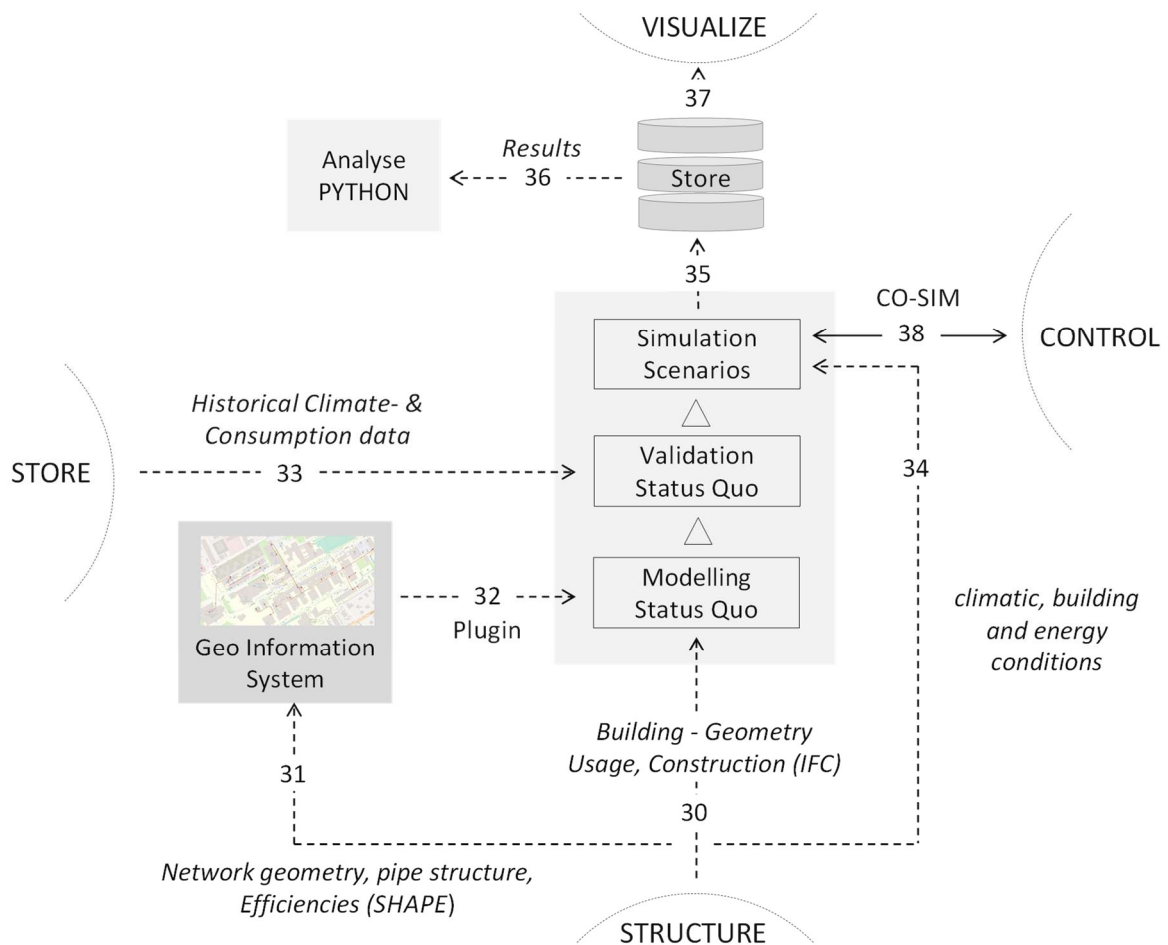 VISUALIZE
37
Analyse
PYTHON
Results
36
Store
35
CO-SIM
38
CONTROL
Simulation
Scenarios
Historical Climate- &
Consumption data
33
STORE
Validation
Status Quo
34
32
Plugin
Modelling
Status Quo
Geo Information
System
climatic, building
and energy
conditions
31
Building - Geometry
Usage, Construction (IFC)
30
Network geometry, pipe structure,
Efficiencies (SHAPE)
STRUCTURE